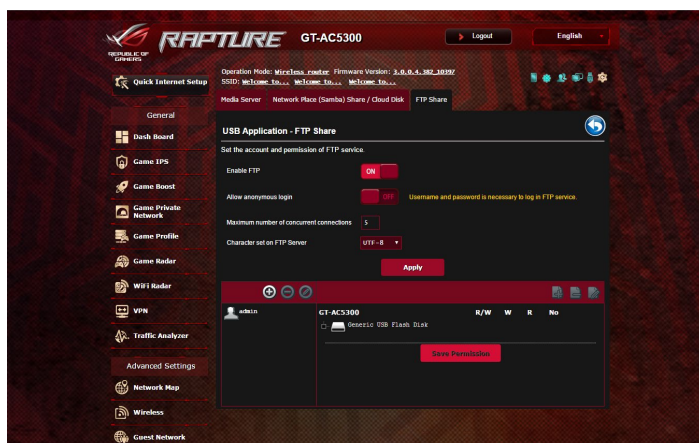 REPUBLIC OF
GAMERS
RAPTURE GT-AC5300
Logout
English
Quick Internet Setup
Operation Mode: Wireless router Firmware Version: 3.0.0.4.382_10397
SSID: Welcome to... Welcome to... Welcome to...
Media Server Network Place (Samba) Share / Cloud Disk FTP Share
General
Dash Board
Game IPS
Game Boost
Game Private
Network
Game Profile
Game Radar
WiFi Radar
VPN
Traffic Analyzer
Advanced Settings
Network Map
Wireless
Guest Network
USB Application - FTP
Share
Set the account and permission of FTP service.
Enable FTP ON
Allow anonymous login OFF Username and password is necessary to log in FTP service.
Maximum number of concurrent connections 5
Character set on FTP Server UTF-8
Apply
admin
GT-AC5300 R/W W R No
Generic USB Flash Disk
Save Permission